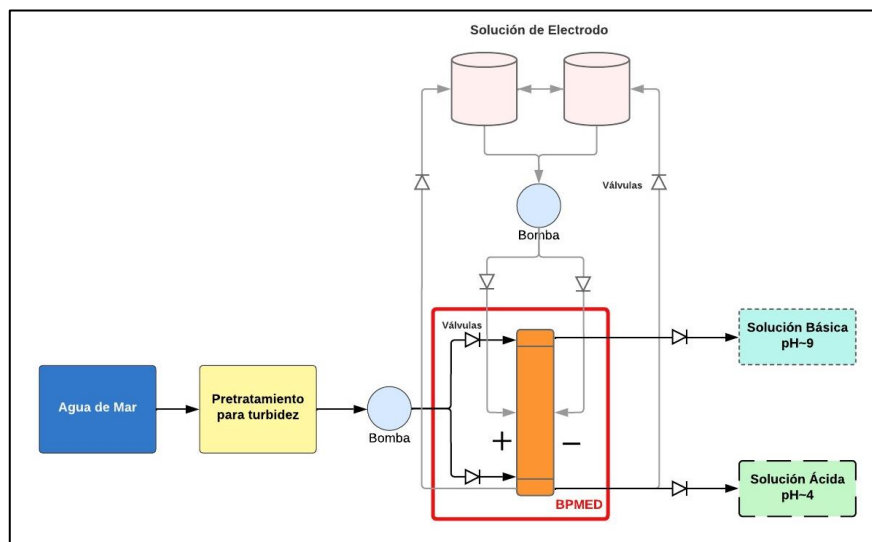 Solución de Electrodo
Válvulas
Bomba
Válvulas
Agua de Mar
Pretratamiento
para turbidez
Bomba
+
−
BPMED
Solución Básica
pH~9
Solución Ácida
pH~4